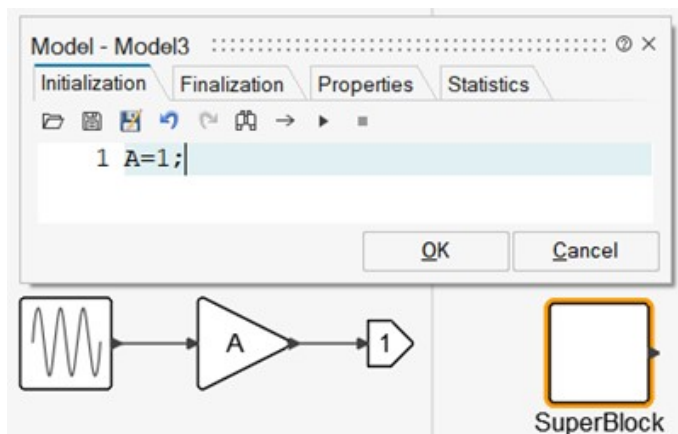 Model - Model3
Initialization Finalization Properties Statistics
1 A=1;
OK Cancel
A 1
SuperBlock